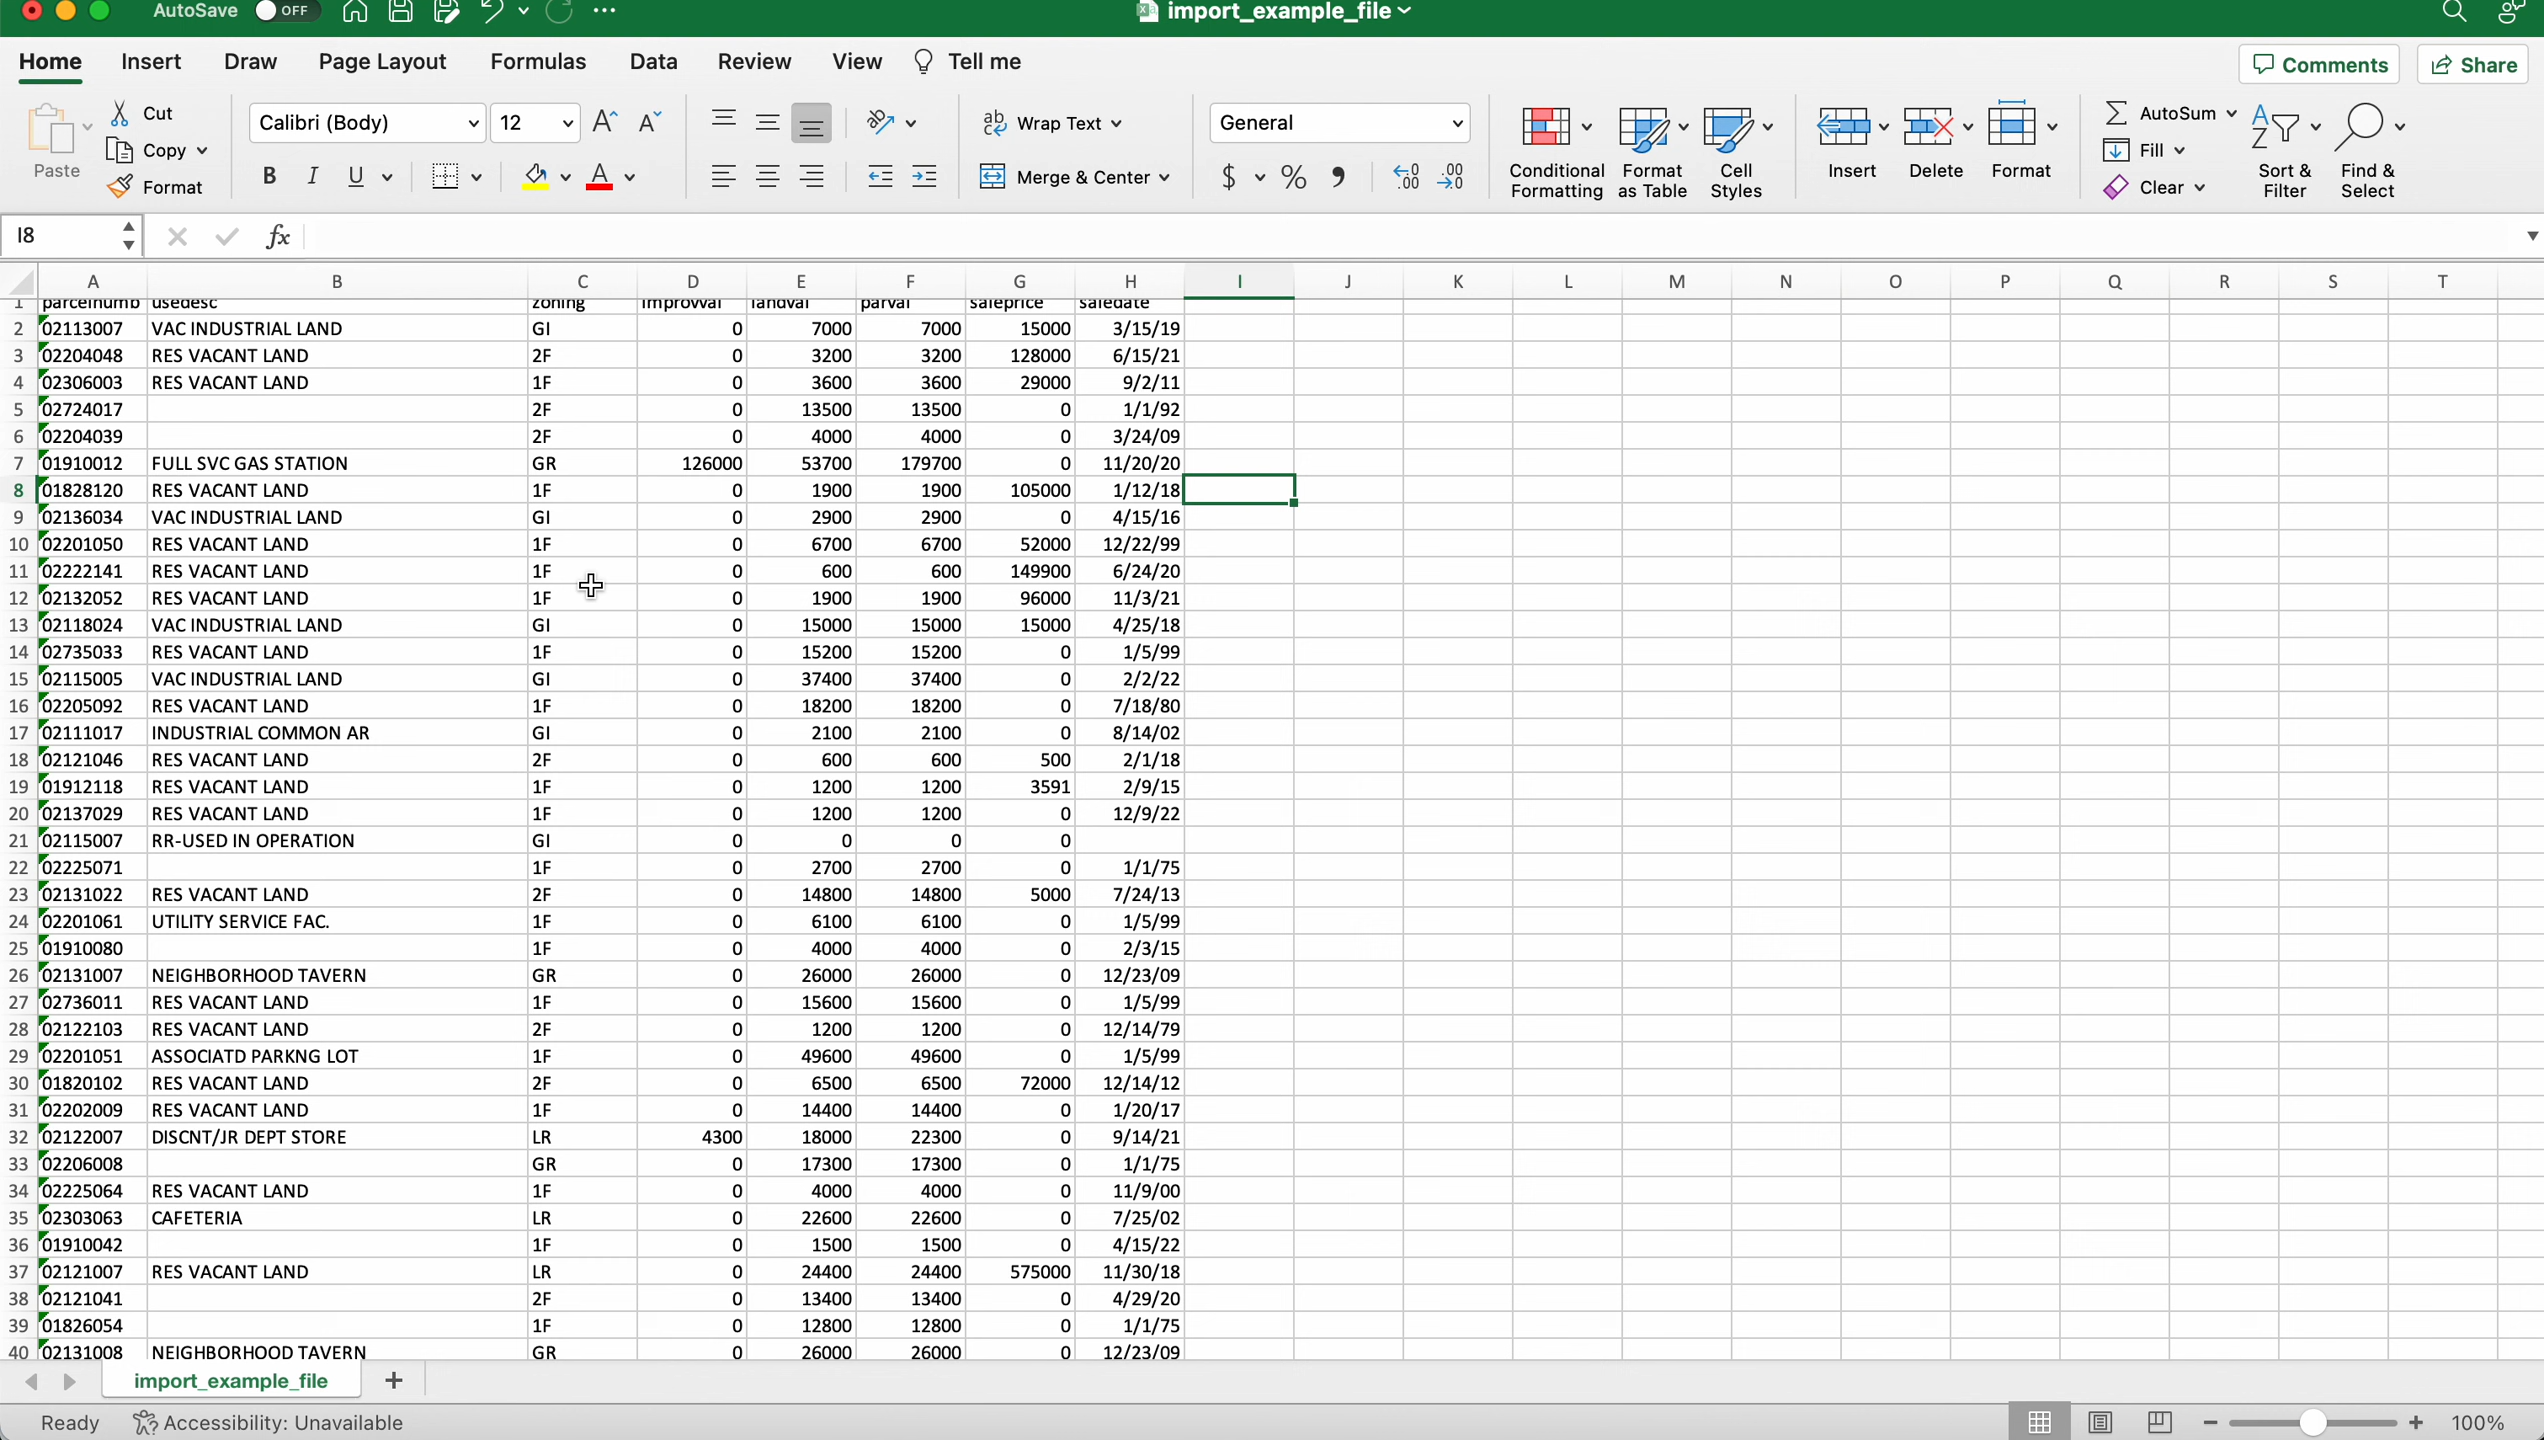 AutoSave OFF import_example_file
Home Insert Draw Page Layout Formulas Data Review View Tell me Comments Share
Paste Cut Copy Format
Calibri (Body) 12 A A
B I U A
ab Wrap Text
Merge & Center
General
$ % ,
Conditional Formatting
Format as Table
Cell Styles
Insert Delete Format
AutoSum Fill Clear
Sort & Filter
Find & Select
I8 fx
A B C D E F G H I J K L M N O P Q R S T
1 parcelnumb usedesc zoning improvval landval parval saleprice saledate
2 02113007 VAC INDUSTRIAL LAND GI 0 7000 7000 15000 3/15/19
3 02204048 RES VACANT LAND 2F 0 3200 3200 128000 6/15/21
4 02306003 RES VACANT LAND 1F 0 3600 3600 29000 9/2/11
5 02724017 2F 0 13500 13500 0 1/1/92
6 02204039 2F 0 4000 4000 0 3/24/09
7 01910012 FULL SVC GAS STATION GR 126000 53700 179700 0 11/20/20
8 01828120 RES VACANT LAND 1F 0 1900 1900 105000 1/12/18
9 02136034 VAC INDUSTRIAL LAND GI 0 2900 2900 0 4/15/16
10 02201050 RES VACANT LAND 1F 0 6700 6700 52000 12/22/99
11 02222141 RES VACANT LAND 1F 0 600 600 149900 6/24/20
12 02132052 RES VACANT LAND 1F 0 1900 1900 96000 11/3/21
13 02118024 VAC INDUSTRIAL LAND GI 0 15000 15000 15000 4/25/18
14 02735033 RES VACANT LAND 1F 0 15200 15200 0 1/5/99
15 02115005 VAC INDUSTRIAL LAND GI 0 37400 37400 0 2/2/22
16 02205092 RES VACANT LAND 1F 0 18200 18200 0 7/18/80
17 02111017 INDUSTRIAL COMMON AR GI 0 2100 2100 0 8/14/02
18 02121046 RES VACANT LAND 2F 0 600 600 500 2/1/18
19 01912118 RES VACANT LAND 1F 0 1200 1200 3591 2/9/15
20 02137029 RES VACANT LAND 1F 0 1200 1200 0 12/9/22
21 02115007 RR-USED IN OPERATION GI 0 0 0 0
22 02225071 1F 0 2700 2700 0 1/1/75
23 02131022 RES VACANT LAND 2F 0 14800 14800 5000 7/24/13
24 02201061 UTILITY SERVICE FAC. 1F 0 6100 6100 0 1/5/99
25 01910080 1F 0 4000 4000 0 2/3/15
26 02131007 NEIGHBORHOOD TAVERN GR 0 26000 26000 0 12/23/09
27 02736011 RES VACANT LAND 1F 0 15600 15600 0 1/5/99
28 02122103 RES VACANT LAND 2F 0 1200 1200 0 12/14/79
29 02201051 ASSOCIATD PARKNG LOT 1F 0 49600 49600 0 1/5/99
30 01820102 RES VACANT LAND 2F 0 6500 6500 72000 12/14/12
31 02202009 RES VACANT LAND 1F 0 14400 14400 0 1/20/17
32 02122007 DISCNT/JR DEPT STORE LR 4300 18000 22300 0 9/14/21
33 02206008 GR 0 17300 17300 0 1/1/75
34 02225064 RES VACANT LAND 1F 0 4000 4000 0 11/9/00
35 02303063 CAFETERIA LR 0 22600 22600 0 7/25/02
36 01910042 1F 0 1500 1500 0 4/15/22
37 02121007 RES VACANT LAND LR 0 24400 24400 575000 11/30/18
38 02121041 2F 0 13400 13400 0 4/29/20
39 01826054 1F 0 12800 12800 0 1/1/75
40 02131008 NEIGHBORHOOD TAVERN GR 0 26000 26000 0 12/23/09
import_example_file +
Ready Accessibility: Unavailable 100%